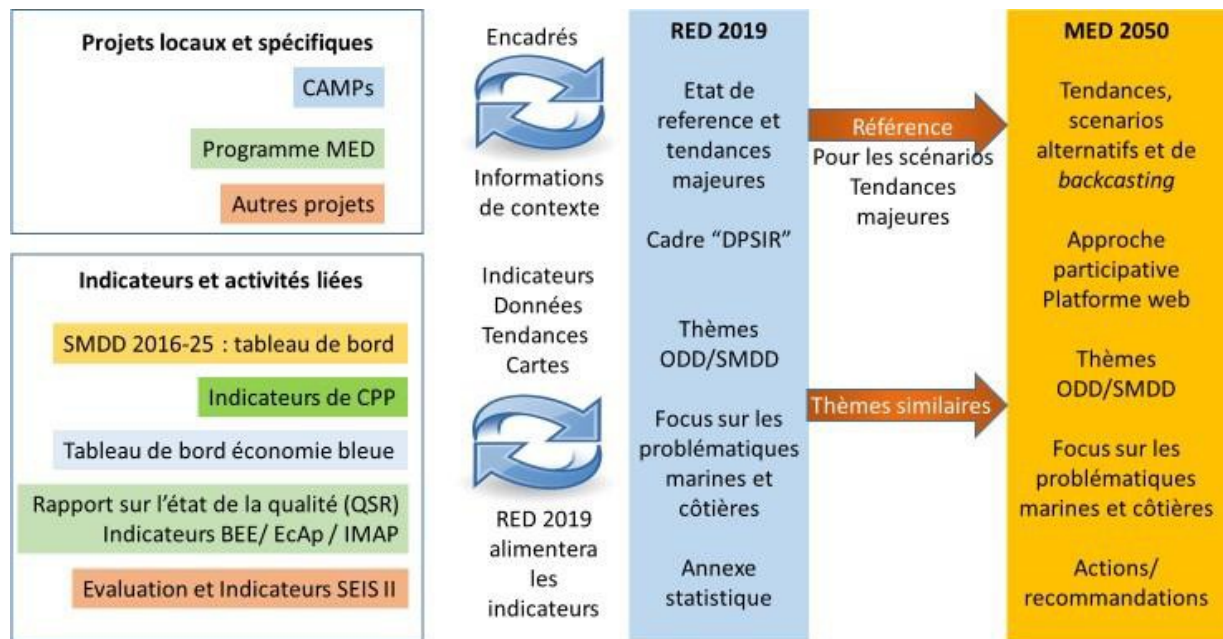 Projets locaux et spécifiques
CAMPs
Programme MED
Autres projets
Indicateurs et activités liées
SMDD 2016-25 : tableau de bord
Indicateurs de CPP
Tableau de bord économie bleue
Rapport sur l'état de la qualité (QSR)
Indicateurs BEE/ EcAp / IMAP
Evaluation et Indicateurs SEIS II
Encadrés
Informations
de contexte
Indicateurs
Données
Tendances
Cartes
RED 2019
alimentera
les
indicateurs
RED 2019
Etat de
reference et
tendances
majeures
Cadre "DPSIR"
Thèmes
ODD/SMDD
Focus sur les
problématiques
marines et
côtières
Annexe
statistique
Référence
Pour les scénarios
Tendances
majeures
Thèmes similaires
MED 2050
Tendances,
scenarios
alternatifs et de
backcasting
Approche
participative
Platforme web
Thèmes
ODD/SMDD
Focus sur les
problématiques
marines et côtières
Actions/
recommandations